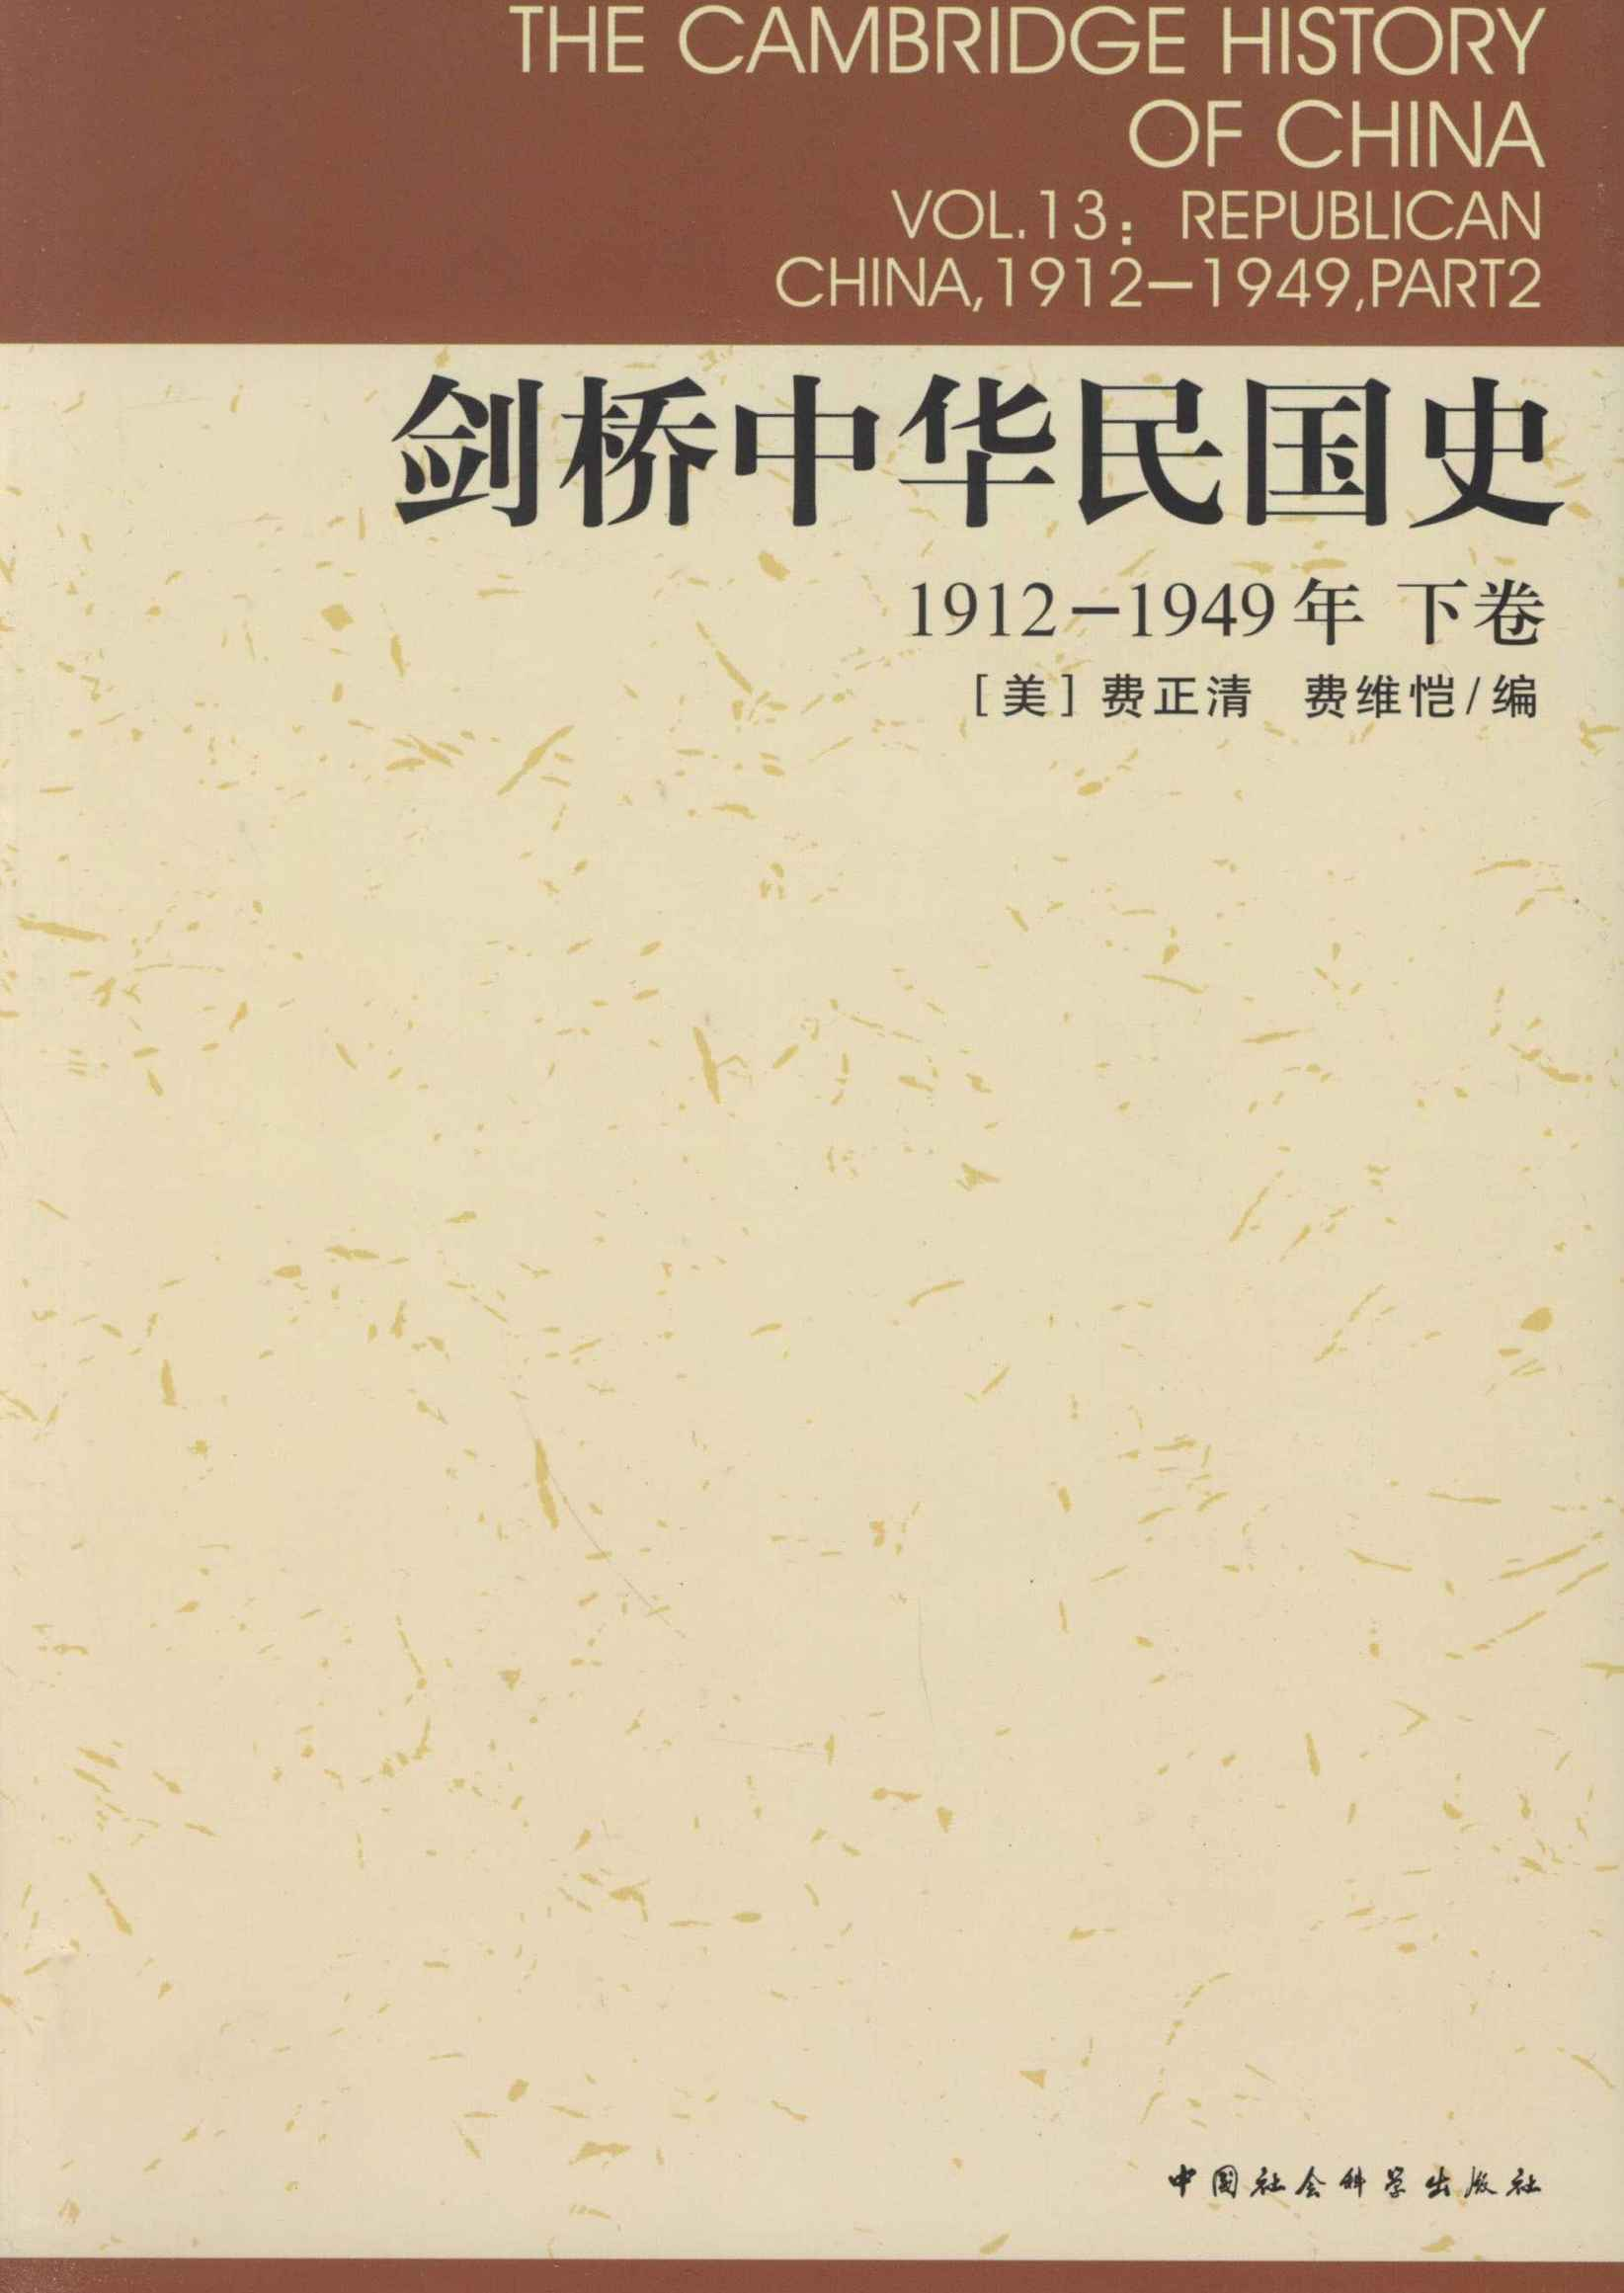 THE CAMBRIDGE HISTORY
OF CHINA
VOL.13：REPUBLICAN
CHINA,1912—1949,PART2
剑桥中华民国史
1912－1949年 下卷
［美］费正清 费维恺/编
中国社会科学出版社